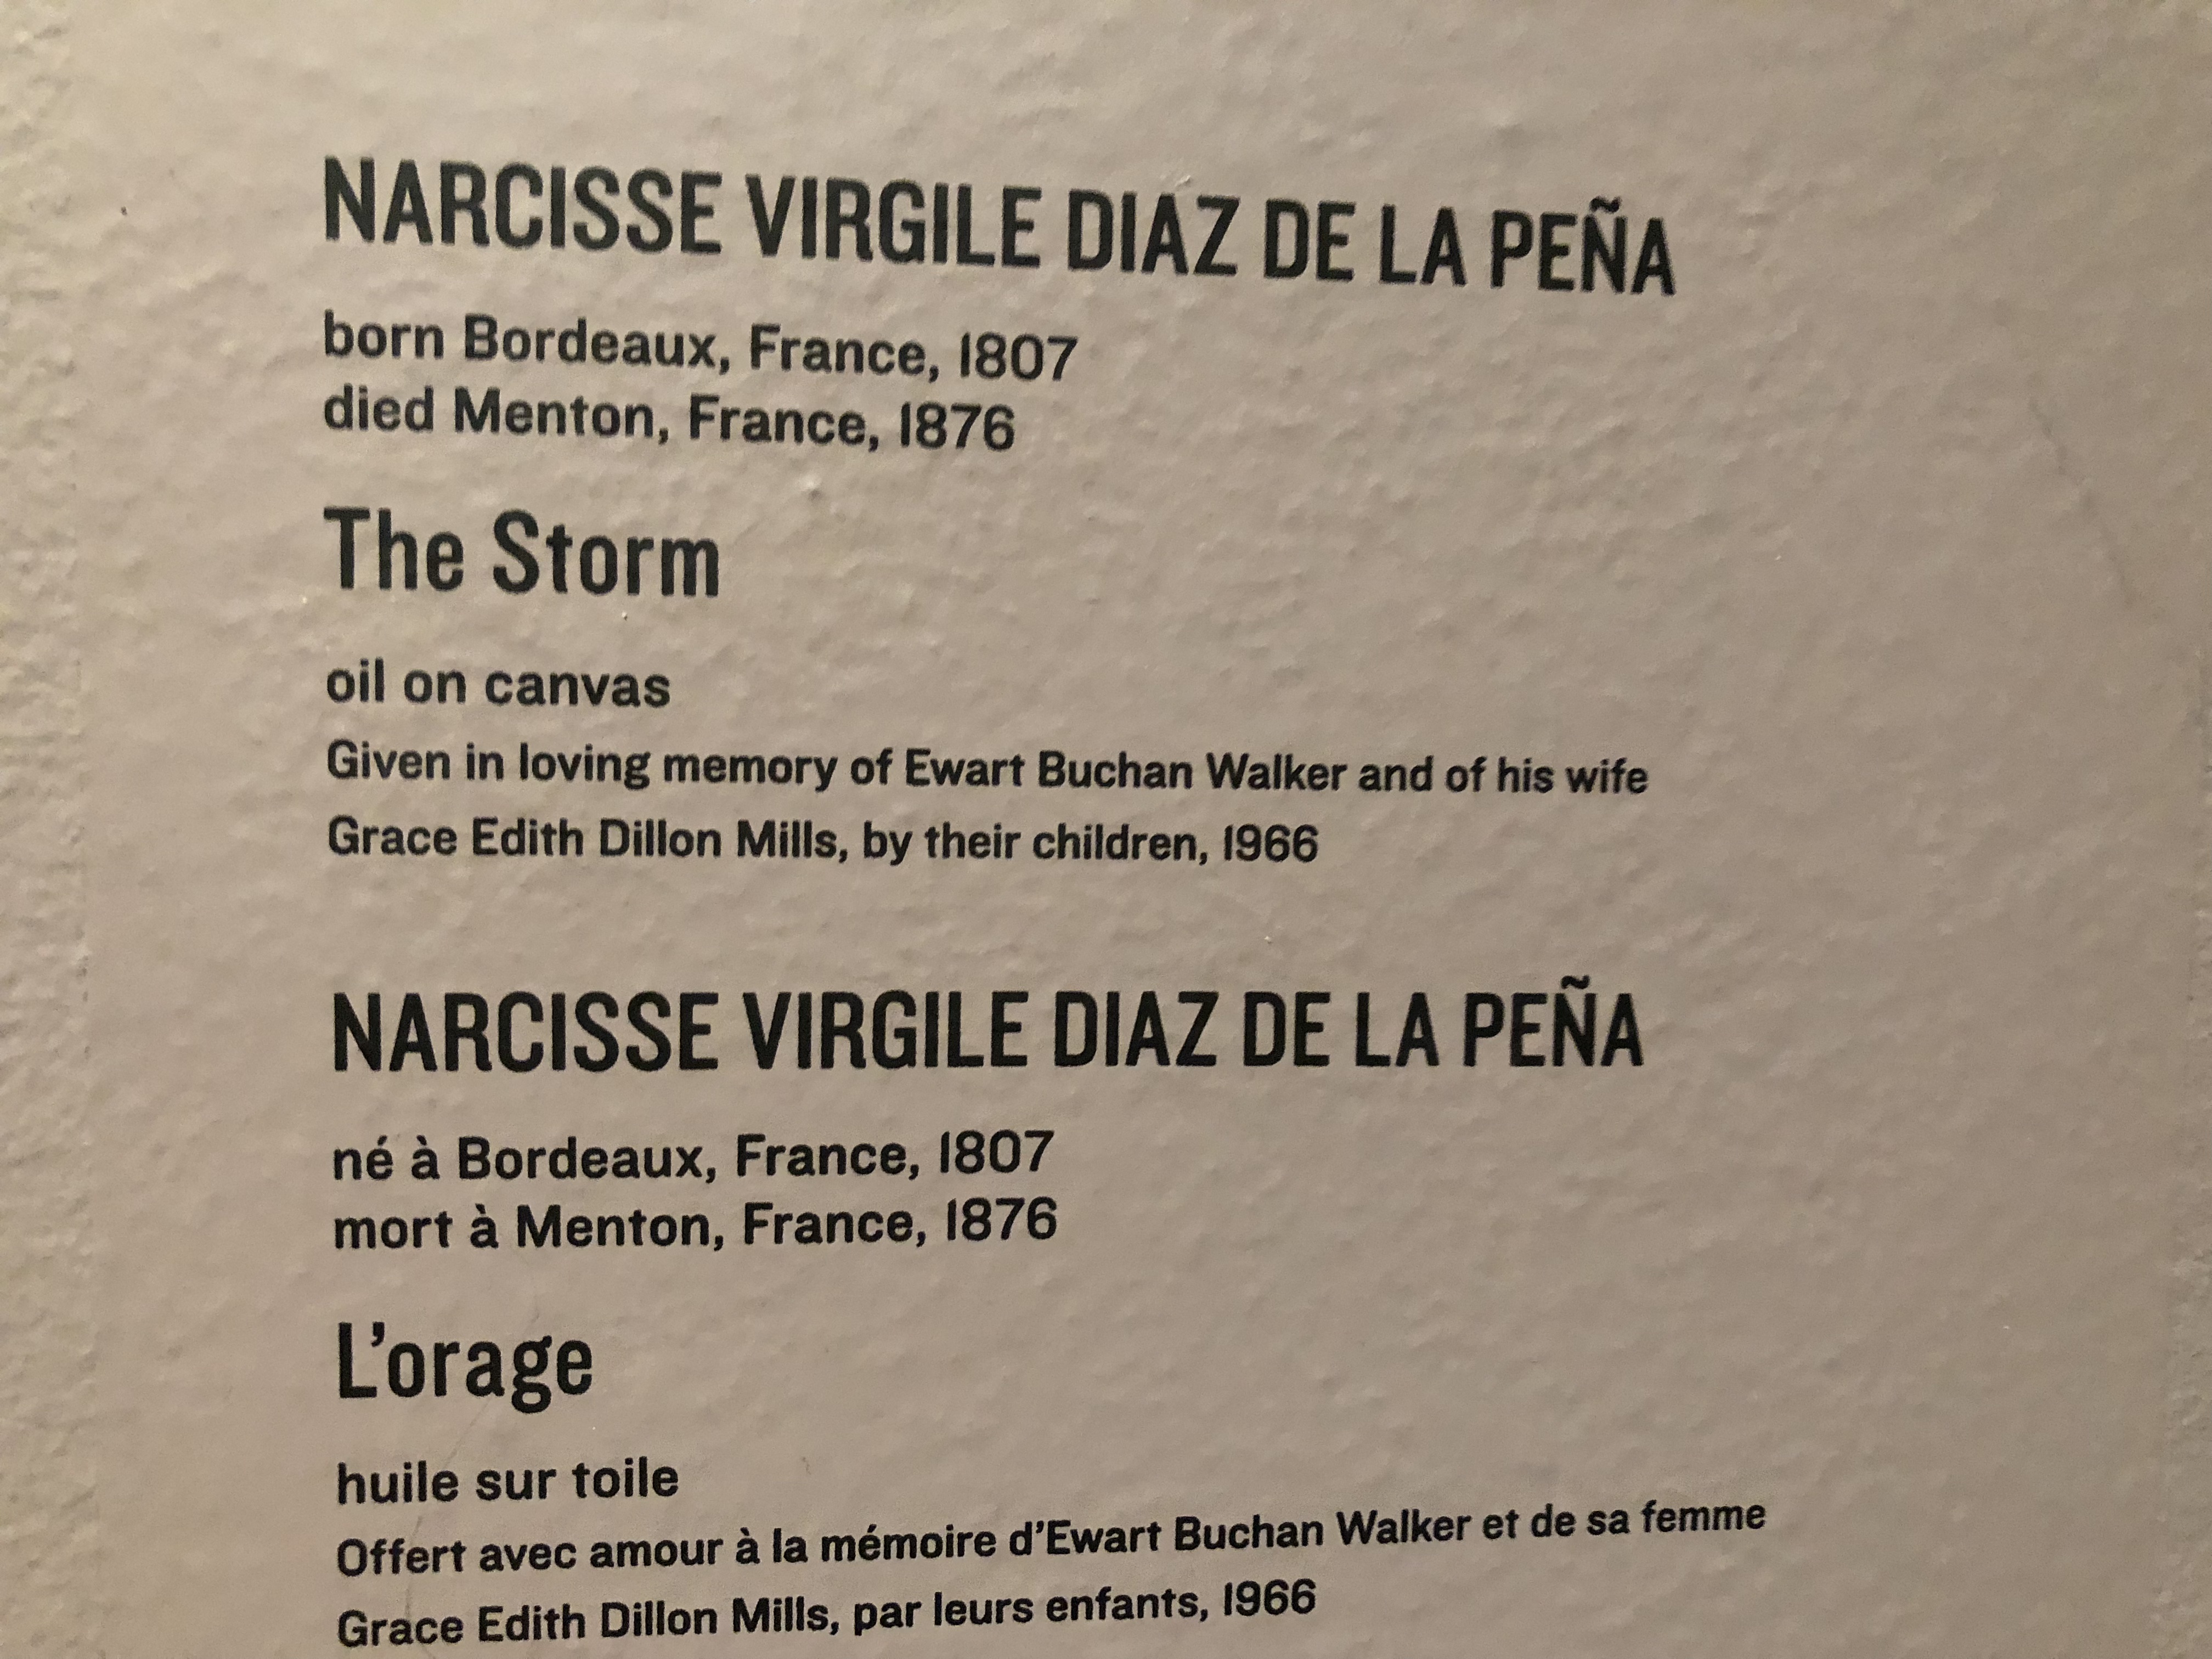 NARCISSE VIRGILE DIAZ DE LA PEÑA
born Bordeaux, France, 1807
died Menton, France, 1876
The Storm
oil on canvas
Given in loving memory of Ewart Buchan Walker and of his wife
Grace Edith Dillon Mills, by their children, 1966
NARCISSE VIRGILE DIAZ DE LA PEÑA
né à Bordeaux, France, 1807
mort à Menton, France, 1876
L’orage
huile sur toile
Offert avec amour à la mémoire d’Ewart Buchan Walker et de sa femme
Grace Edith Dillon Mills, par leurs enfants, 1966